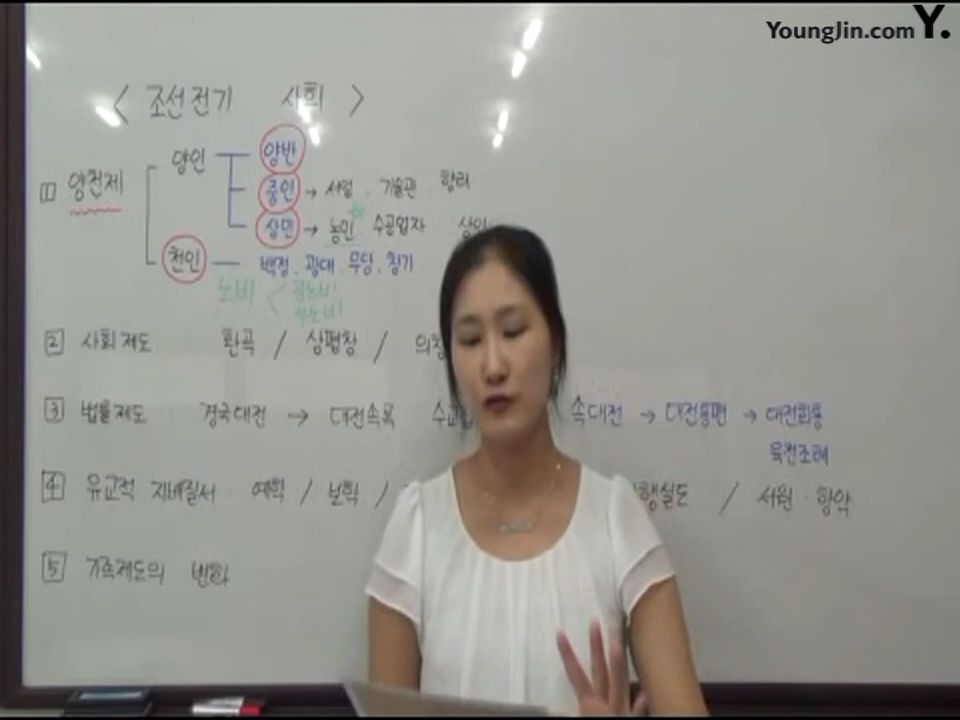 YoungJin.com Y.
< 조선 전기 사회 >
1 양천제
양인 양반
중인 → 서얼 . 기술관 향리
상민 → 농민 수공업자 상인
천인 — 백정 . 광대 . 무당 . 창기
노비 < 공노비
사노비
2 사회 제도 환곡 / 상평창 / 의창
3 법률제도 경국대전 → 대전속록 속대전 → 대전통편 → 대전회통
육전조례
4 유교적 지배질서 예학 / 보학 / 행실도 / 서원 . 향약
5 가족제도의 변화